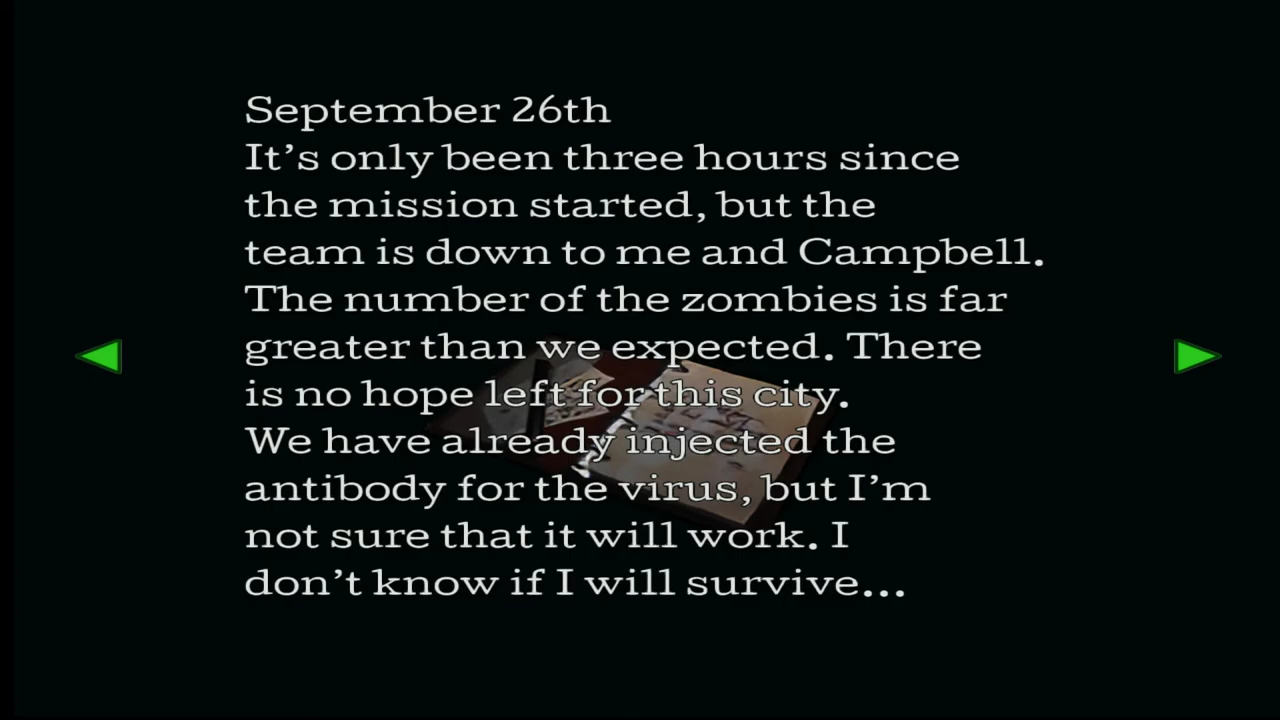 September 26th
It’s only been three hours since
the mission started, but the
team is down to me and Campbell.
The number of the zombies is far
greater than we expected. There
is no hope left for this city.
We have already injected the
antibody for the virus, but I’m
not sure that it will work. I
don’t know if I will survive...